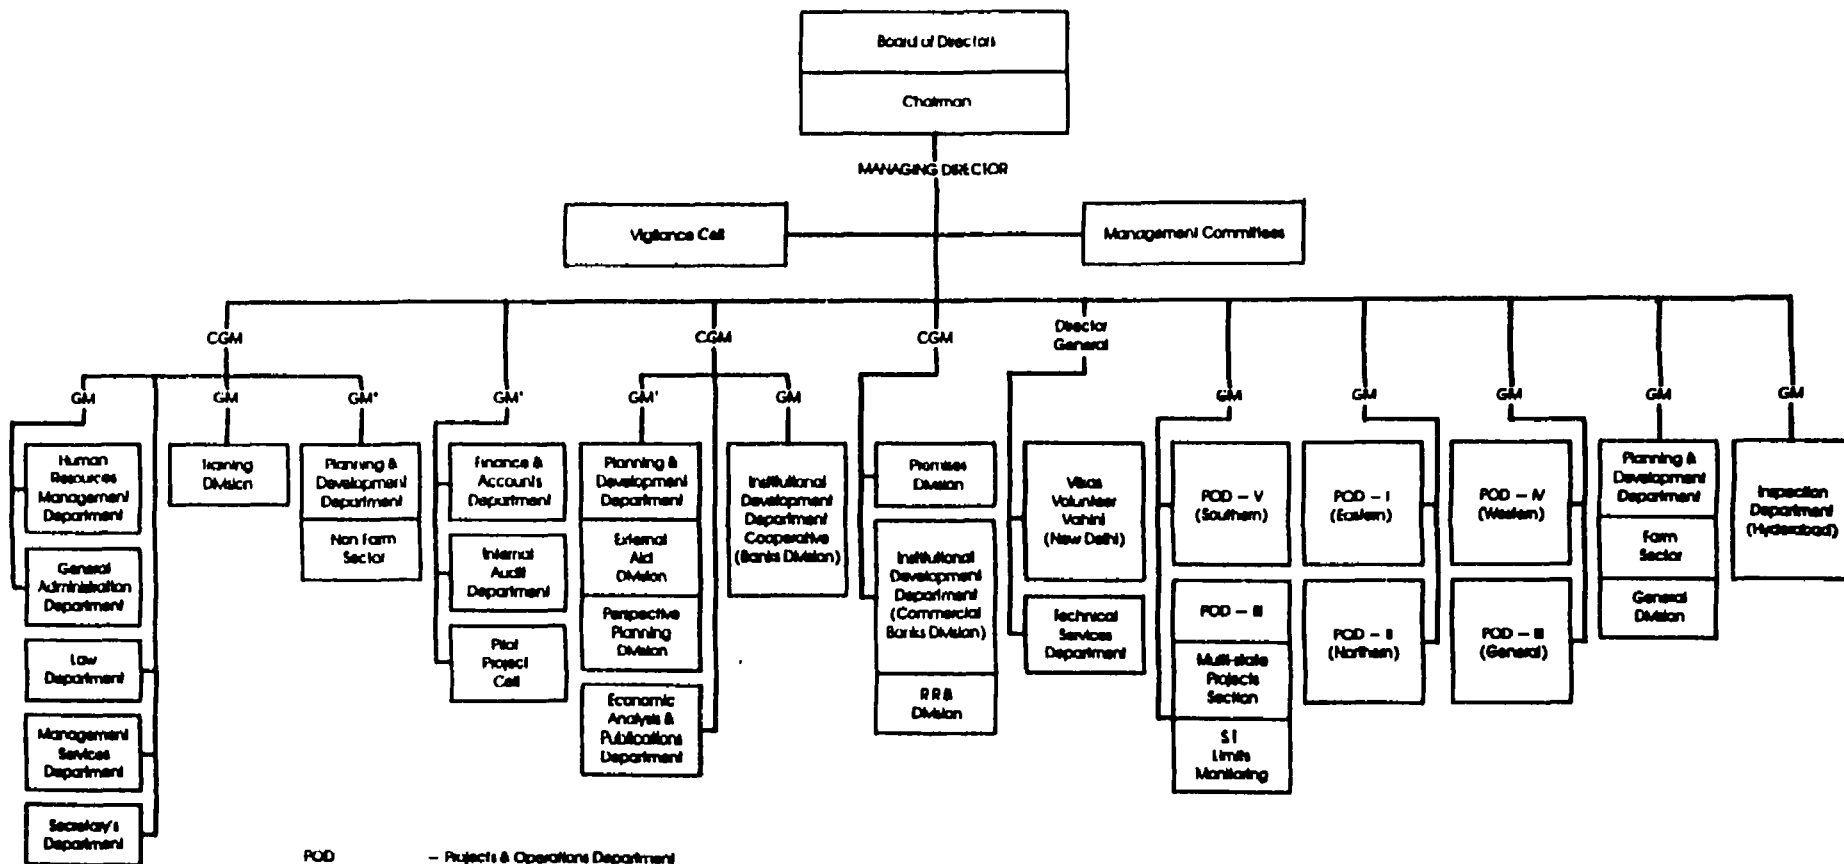 Board of Directors
Chairman
MANAGING DIRECTOR
Vigilance Cell
Management Committees
CGM
CGM
CGM
Director
General
GM
GM
GM'
GM'
GM'
GM
GM
GM
GM
GM
GM
Human
Resources
Management
Department
General
Administration
Department
Law
Department
Management
Services
Department
Secretary's
Department
Training
Division
Planning &
Development
Department
Non Farm
Sector
Finance &
Accounts
Department
Internal
Audit
Department
Pilot
Project
Cell
Planning &
Development
Department
External
Aid
Division
Perspective
Planning
Division
Economic
Analysis &
Publications
Department
Institutional
Development
Department
Cooperative
(Banks Division)
Premises
Division
Institutional
Development
Department
(Commercial
Banks Division)
R R B
Division
Vikas
Volunteer
Vahini
(New Delhi)
Technical
Services
Department
POD – V
(Southern)
POD – III
Multi-state
Projects
Section
S T
Limits
Monitoring
POD – I
(Eastern)
POD – II
(Northern)
POD – IV
(Western)
POD – III
(General)
Planning &
Development
Department
Farm
Sector
General
Division
Inspection
Department
(Hyderabad)
POD – Projects & Operations Department